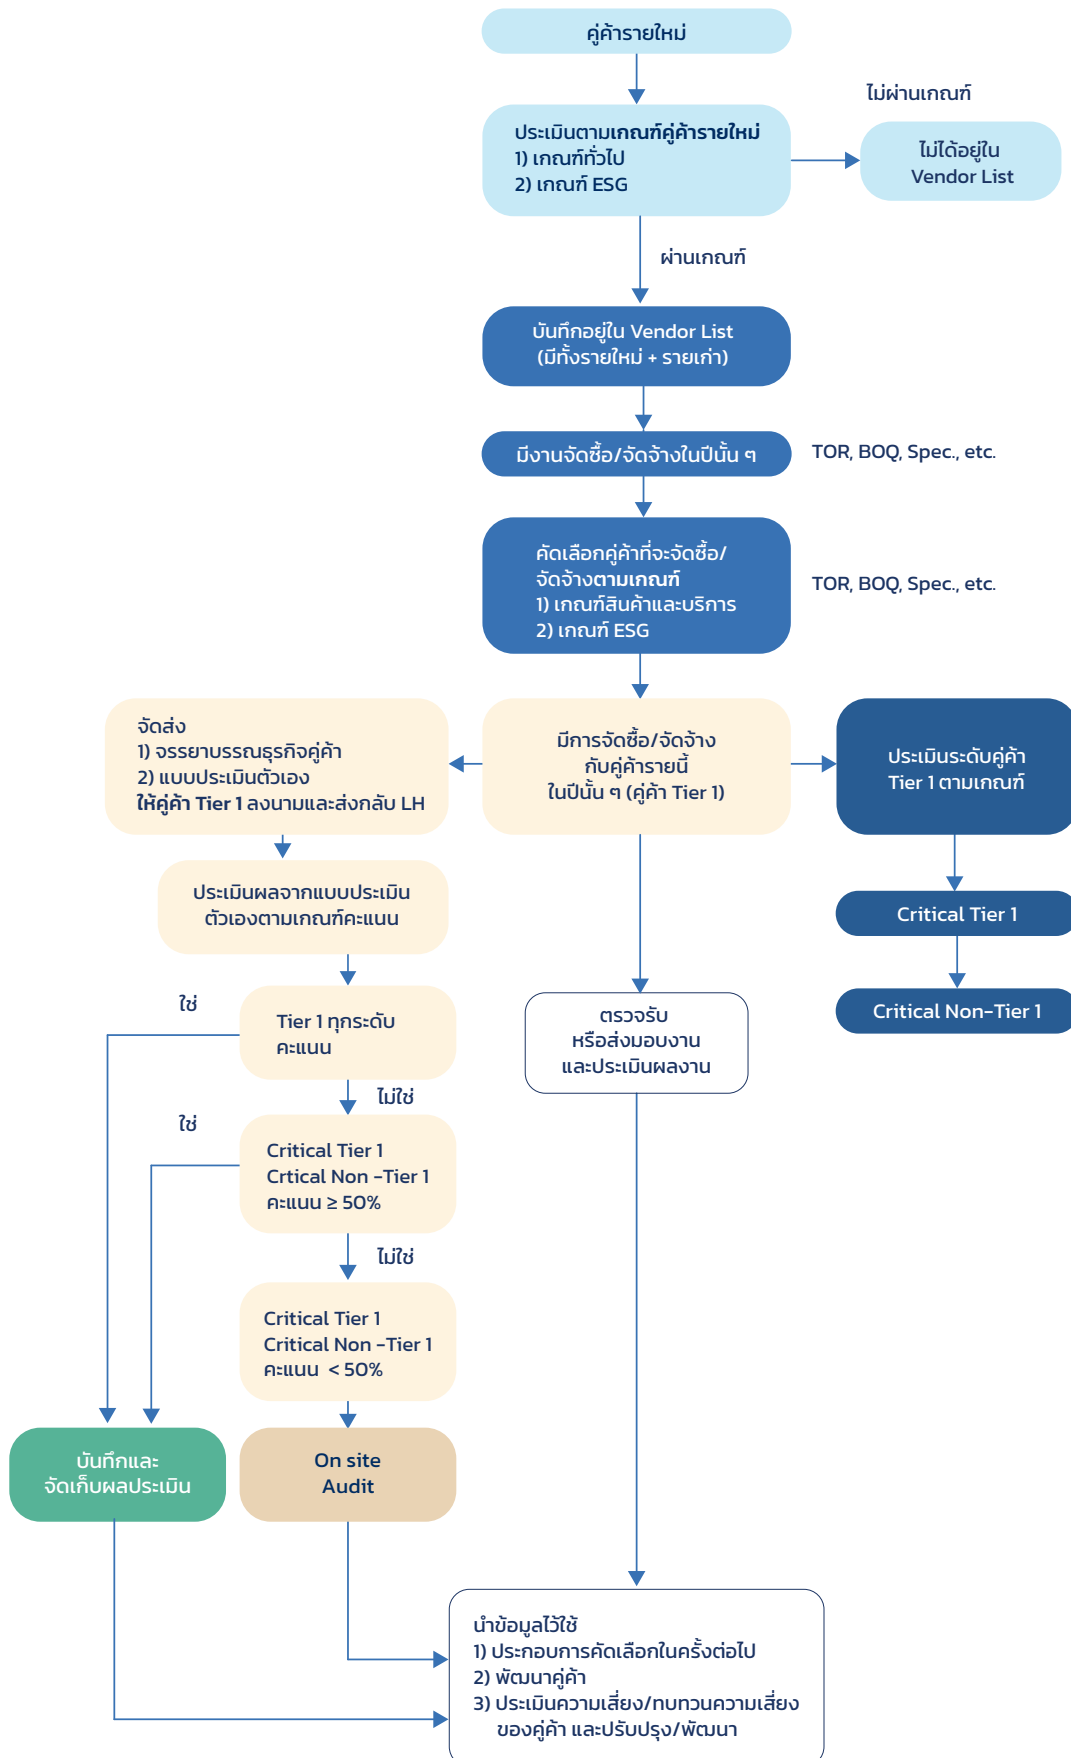 คู่ค้ารายใหม่
ไม่ผ่านเกณฑ์
ประเมินตามเกณฑ์คู่ค้ารายใหม่
1) เกณฑ์ทั่วไป
2) เกณฑ์ ESG
ไม่ได้อยู่ใน
Vendor List
ผ่านเกณฑ์
บันทึกอยู่ใน Vendor List
(มีทั้งรายใหม่ + รายเก่า)
มีงานจัดซื้อ/จัดจ้างในปีนั้น ๆ
TOR, BOQ, Spec., etc.
คัดเลือกคู่ค้าที่จะจัดซื้อ/
จัดจ้างตามเกณฑ์
1) เกณฑ์สินค้าและบริการ
2) เกณฑ์ ESG
TOR, BOQ, Spec., etc.
จัดส่ง
1) จรรยาบรรณธุรกิจคู่ค้า
2) แบบประเมินตัวเอง
ให้คู่ค้า Tier 1 ลงนามและส่งกลับ LH
มีการจัดซื้อ/จัดจ้าง
กับคู่ค้ารายนี้
ในปีนั้น ๆ (คู่ค้า Tier 1)
ประเมินระดับคู่ค้า
Tier 1 ตามเกณฑ์
ประเมินผลจากแบบประเมิน
ตัวเองตามเกณฑ์คะแนน
Critical Tier 1
Critical Non-Tier 1
ใช่
Tier 1 ทุกระดับ
คะแนน
ตรวจรับ
หรือส่งมอบงาน
และประเมินผลงาน
ไม่ใช่
ใช่
Critical Tier 1
Crtical Non -Tier 1
คะแนน ≥ 50%
ไม่ใช่
Critical Tier 1
Critical Non -Tier 1
คะแนน < 50%
บันทึกและ
จัดเก็บผลประเมิน
On site
Audit
นำข้อมูลไว้ใช้
1) ประกอบการคัดเลือกในครั้งต่อไป
2) พัฒนาคู่ค้า
3) ประเมินความเสี่ยง/ทบทวนความเสี่ยง
ของคู่ค้า และปรับปรุง/พัฒนา